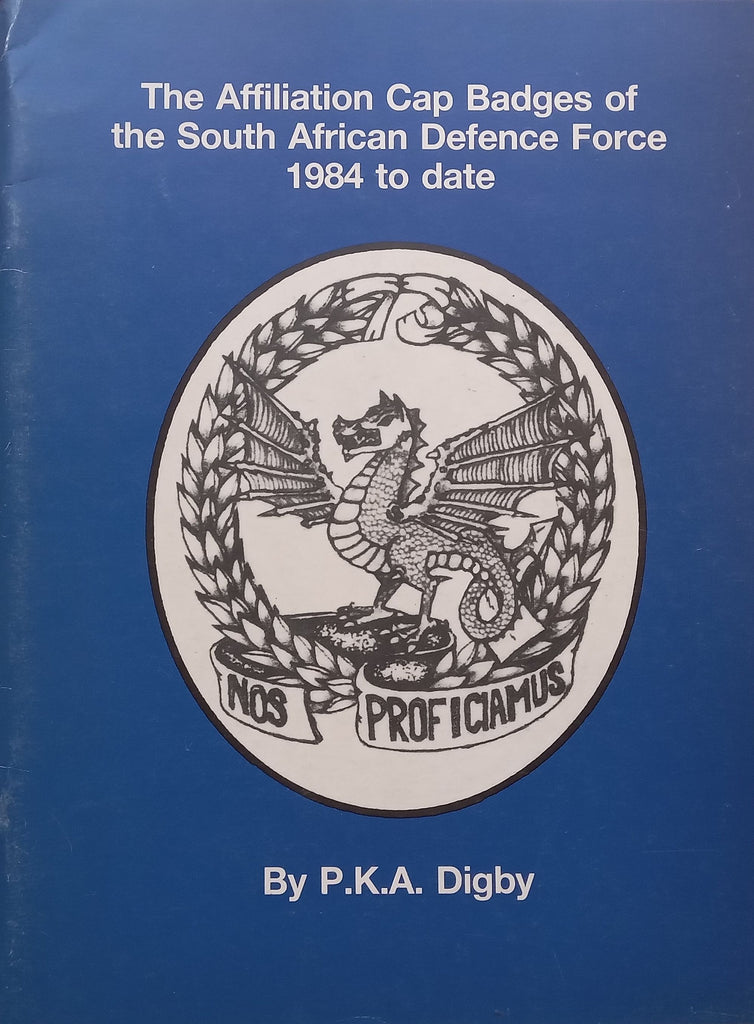 The Affiliation Cap Badges of
the South African Defence Force
1984 to date
NOS PROFICIAMUS
By P.K.A. Digby